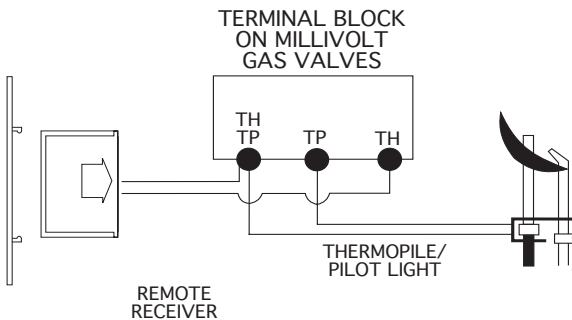 TERMINAL BLOCK
ON MILLIVOLT
GAS VALVES
TH
TP
TP
TH
THERMOPILE/
PILOT LIGHT
REMOTE
RECEIVER